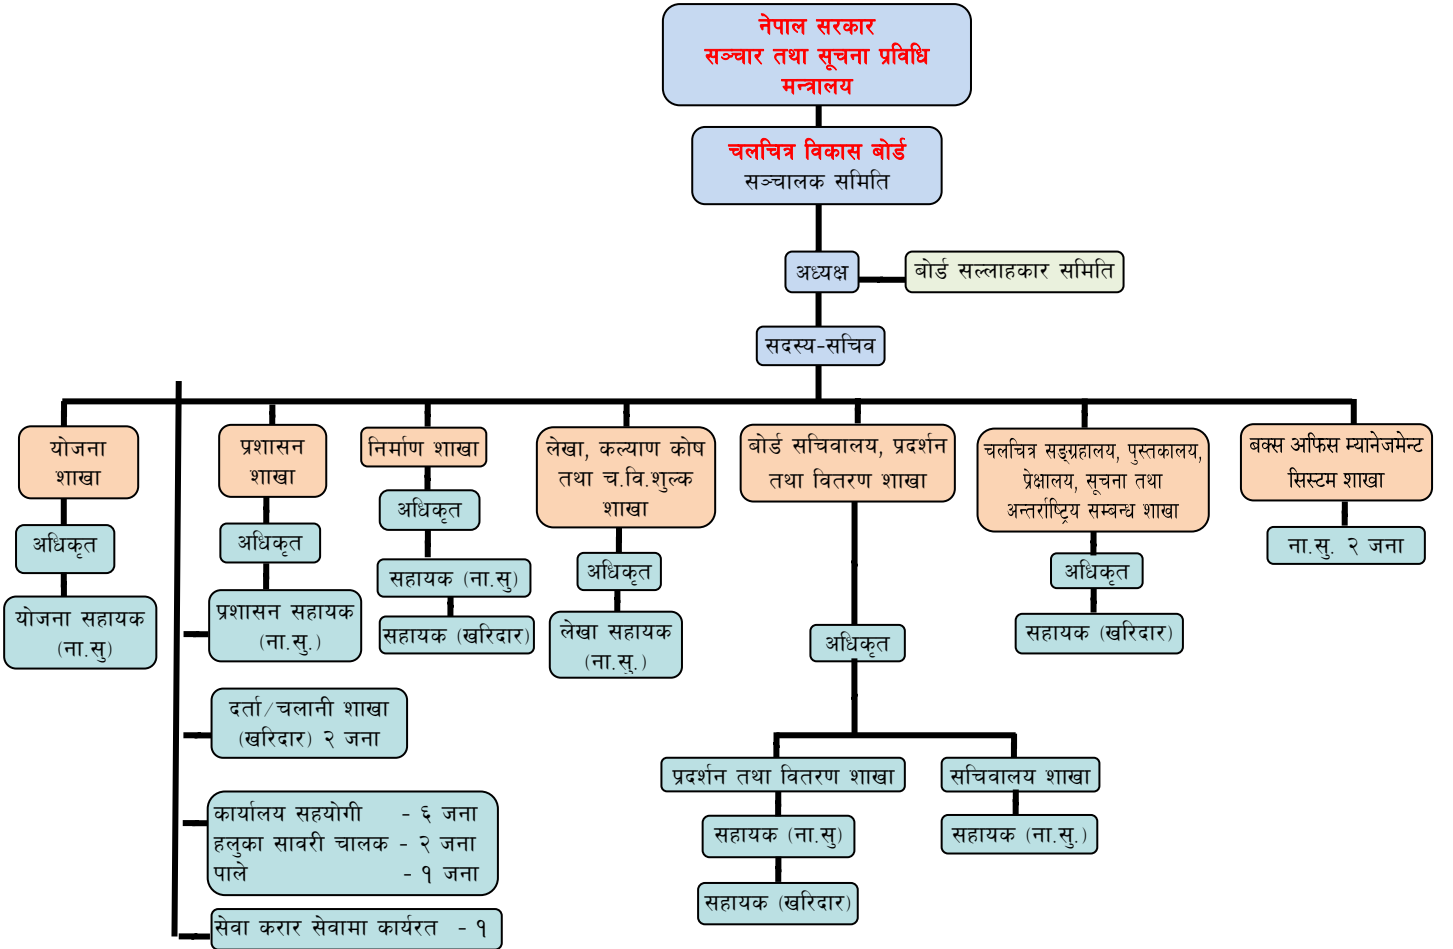 नेपाल सरकार
सञ्चार तथा सूचना प्रविधि
मन्त्रालय
चलचित्र विकास बोर्ड
सञ्चालक समिति
अध्यक्ष
बोर्ड सल्लाहकार समिति
सदस्य-सचिव
योजना
शाखा
अधिकृत
योजना सहायक
(ना.सु)
प्रशासन
शाखा
अधिकृत
प्रशासन सहायक
(ना.सु.)
दर्ता/चलानी शाखा
(खरिदार) २ जना
कार्यालय सहयोगी - ६ जना
हलुका सावरी चालक - २ जना
पाले - १ जना
सेवा करार सेवामा कार्यरत - १
निर्माण शाखा
अधिकृत
सहायक (ना.सु)
सहायक (खरिदार)
लेखा, कल्याण कोष
तथा च.वि.शुल्क
शाखा
अधिकृत
लेखा सहायक
(ना.सु.)
बोर्ड सचिवालय, प्रदर्शन
तथा वितरण शाखा
अधिकृत
प्रदर्शन तथा वितरण शाखा
सहायक (ना.सु)
सहायक (खरिदार)
सचिवालय शाखा
सहायक (ना.सु.)
चलचित्र सङ्ग्रहालय, पुस्तकालय,
प्रेक्षालय, सूचना तथा
अन्तर्राष्ट्रिय सम्बन्ध शाखा
अधिकृत
सहायक (खरिदार)
बक्स अफिस म्यानेजमेन्ट
सिस्टम शाखा
ना.सु. २ जना